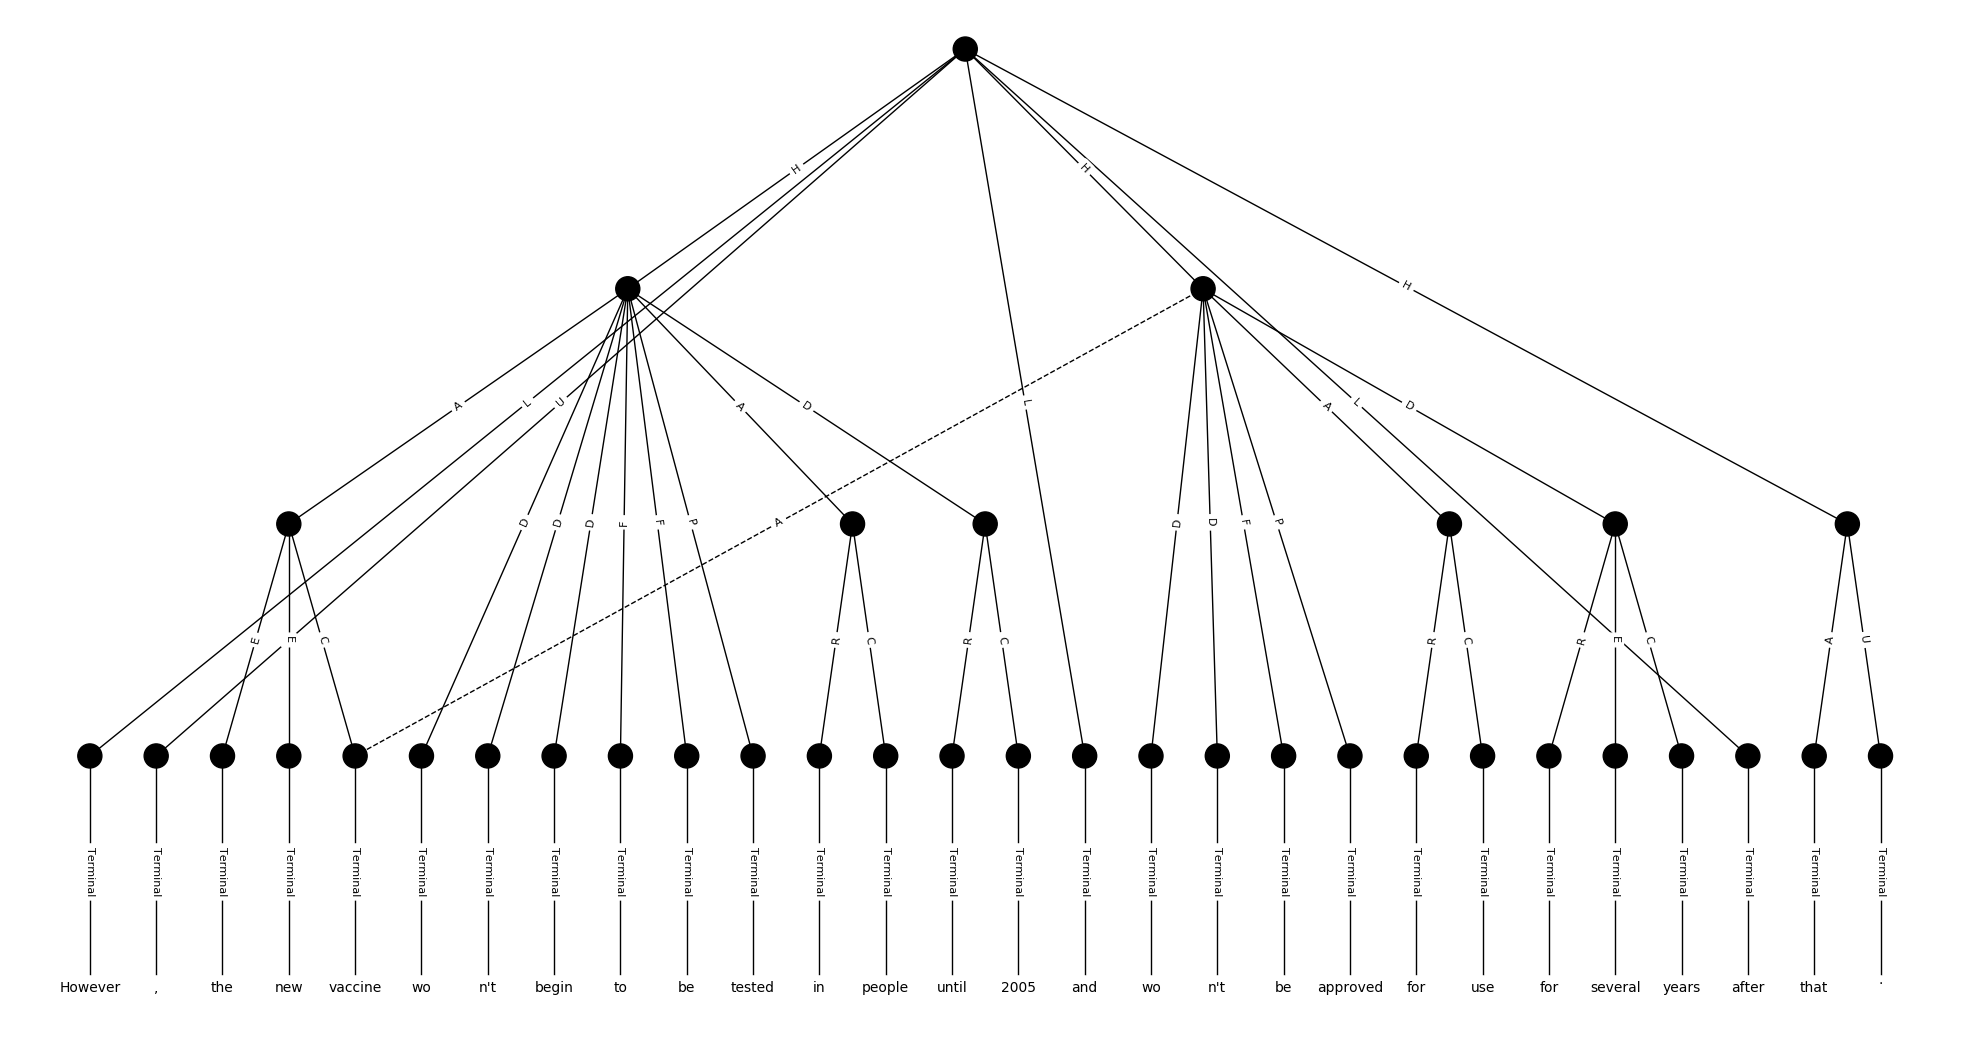 H H
H
A L U A D L A L D
D D D F F P A D D F P
E E C R C R C R C R E C A U
Terminal Terminal Terminal Terminal Terminal Terminal Terminal Terminal Terminal Terminal Terminal Terminal Terminal Terminal Terminal Terminal Terminal Terminal Terminal Terminal Terminal Terminal Terminal Terminal Terminal Terminal Terminal Terminal
However , the new vaccine wo n't begin to be tested in people until 2005 and wo n't be approved for use for several years after that .